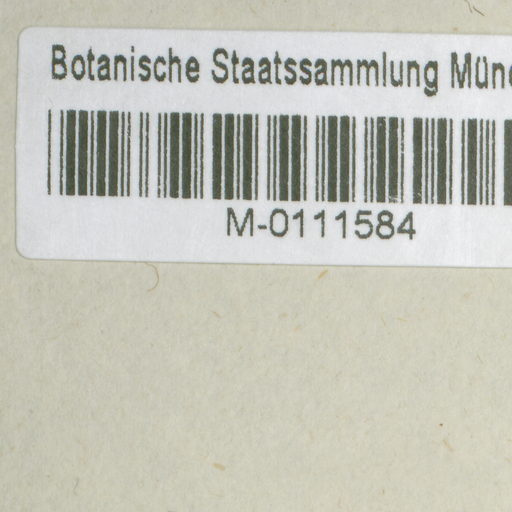 Botanische Staatssammlung Mün
M-0111584